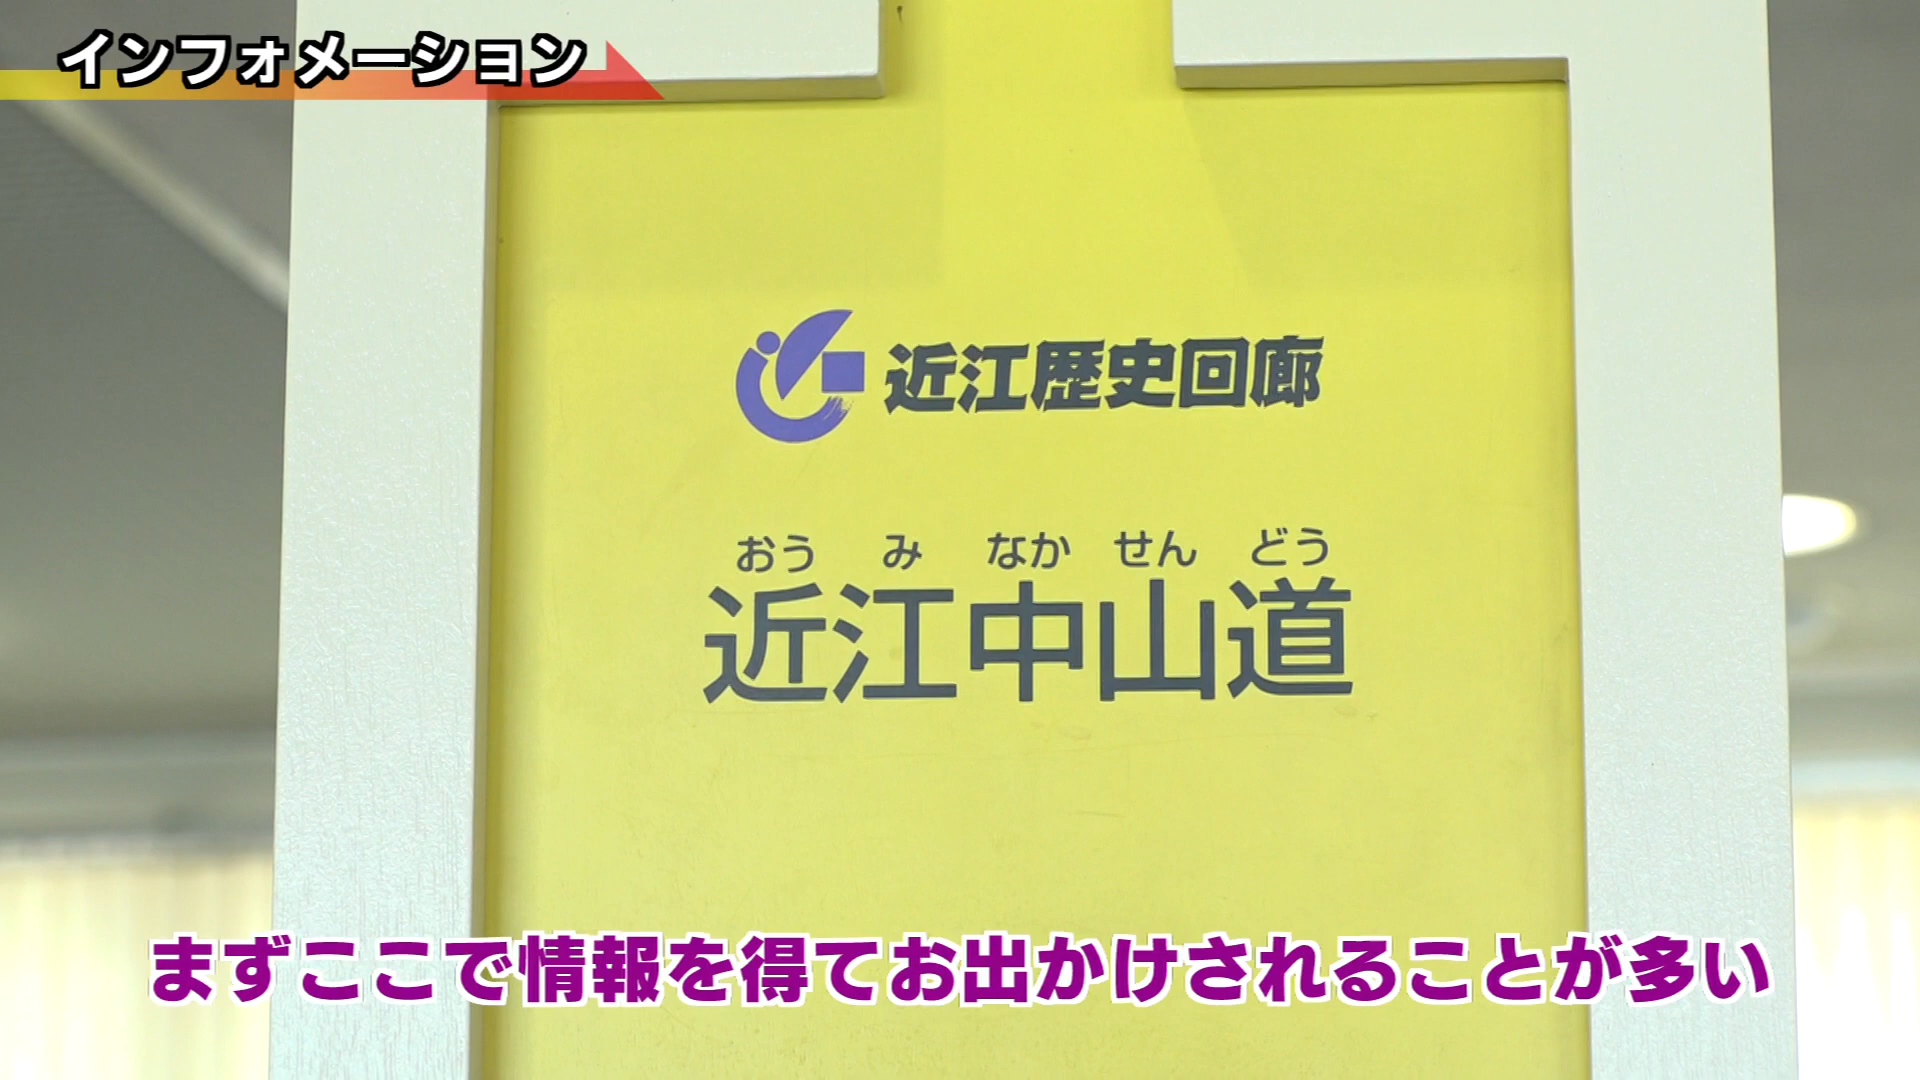 インフォメーション
近江歴史回廊
おうみなかせんどう
近江中山道
まずここで情報を得てお出かけされることが多い